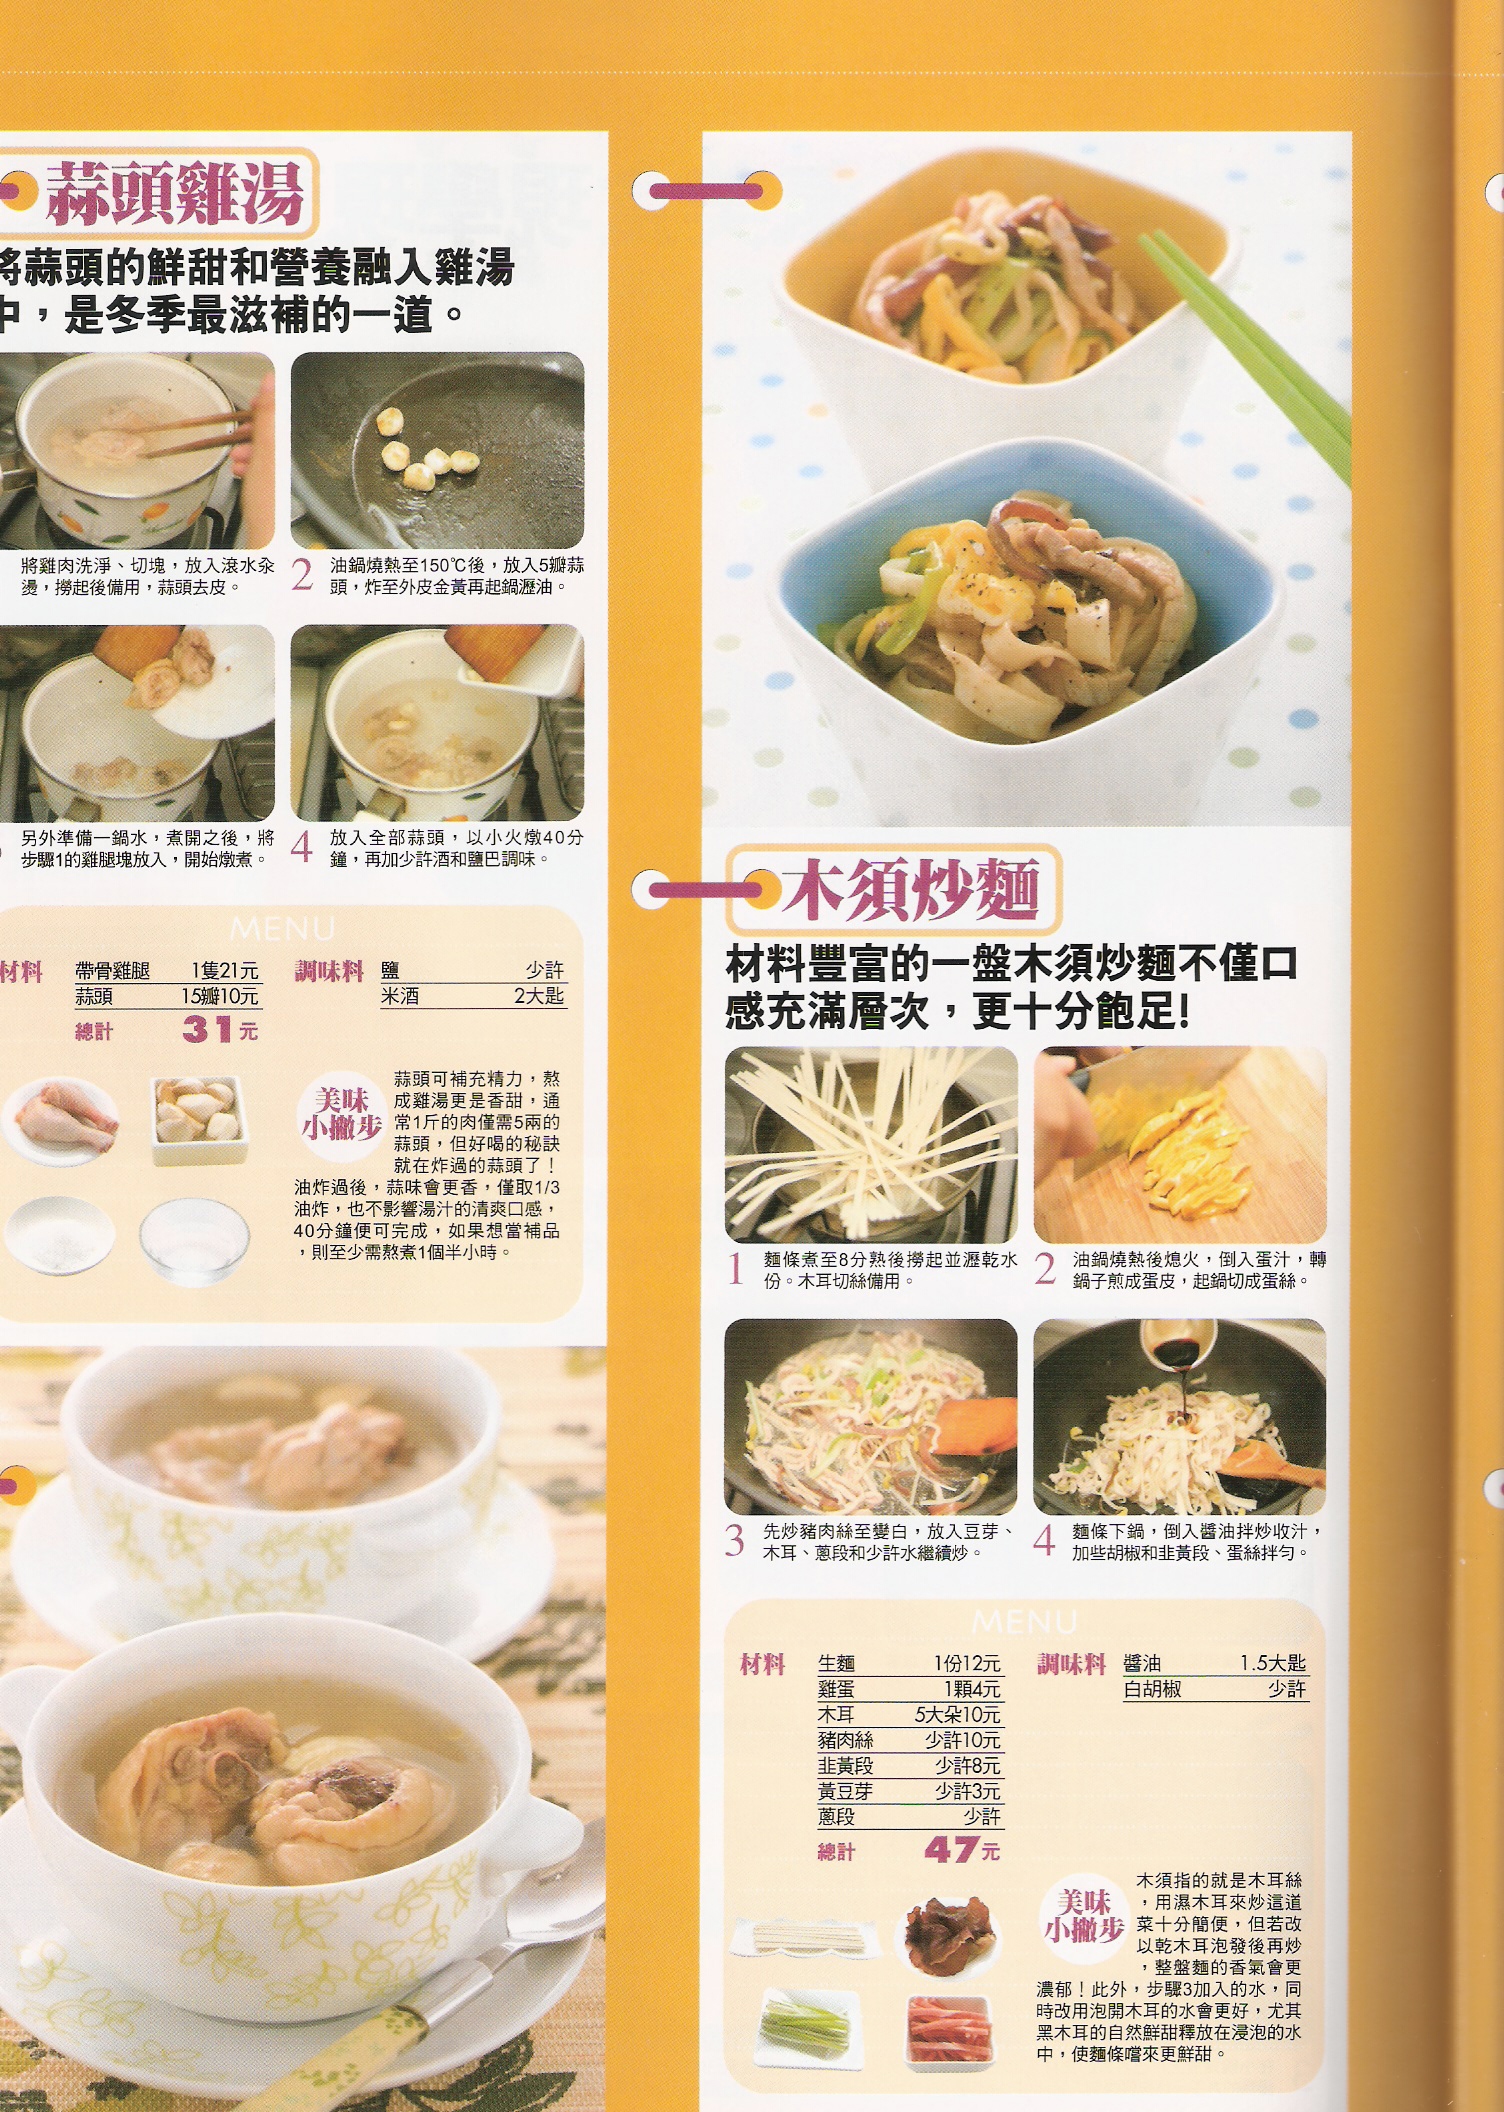 蒜頭雞湯
將蒜頭的鮮甜和營養融入雞湯
中，是冬季最滋補的一道。
將雞肉洗淨、切塊，放入滾水汆
燙，撈起後備用，蒜頭去皮。
2 油鍋燒熱至150℃後，放入5瓣蒜
頭，炸至外皮金黃再起鍋瀝油。
另外準備一鍋水，煮開之後，將
步驟1的雞腿塊放入，開始燉煮。
4 放入全部蒜頭，以小火燉40分
鐘，再加少許酒和鹽巴調味。
MENU
材料 帶骨雞腿 1隻21元
蒜頭 15瓣10元
總計 31元
調味料 鹽 少許
米酒 2大匙
美味
小撇步
蒜頭可補充精力，熬
成雞湯更是香甜，通
常1斤的肉僅需5兩的
蒜頭，但好喝的秘訣
就在炸過的蒜頭了！
油炸過後，蒜味會更香，僅取1/3
油炸，也不影響湯汁的清爽口感，
40分鐘便可完成，如果想當補品
，則至少需熬煮1個半小時。
木須炒麵
材料豐富的一盤木須炒麵不僅口
感充滿層次，更十分飽足!
1 麵條煮至8分熟後撈起並瀝乾水
份。木耳切絲備用。
2 油鍋燒熱後熄火，倒入蛋汁，轉
鍋子煎成蛋皮，起鍋切成蛋絲。
3 先炒豬肉絲至變白，放入豆芽、
木耳、蔥段和少許水繼續炒。
4 麵條下鍋，倒入醬油拌炒收汁，
加些胡椒和韭黃段、蛋絲拌勻。
MENU
材料 生麵 1份12元
雞蛋 1顆4元
木耳 5大朵10元
豬肉絲 少許10元
韭黃段 少許8元
黃豆芽 少許3元
蔥段 少許
總計 47元
調味料 醬油 1.5大匙
白胡椒 少許
美味
小撇步
木須指的就是木耳絲
，用濕木耳來炒這道
菜十分簡便，但若改
以乾木耳泡發後再炒
，整盤麵的香氣會更
濃郁！此外，步驟3加入的水，同
時改用泡開木耳的水會更好，尤其
黑木耳的自然鮮甜釋放在浸泡的水
中，使麵條嚐來更鮮甜。